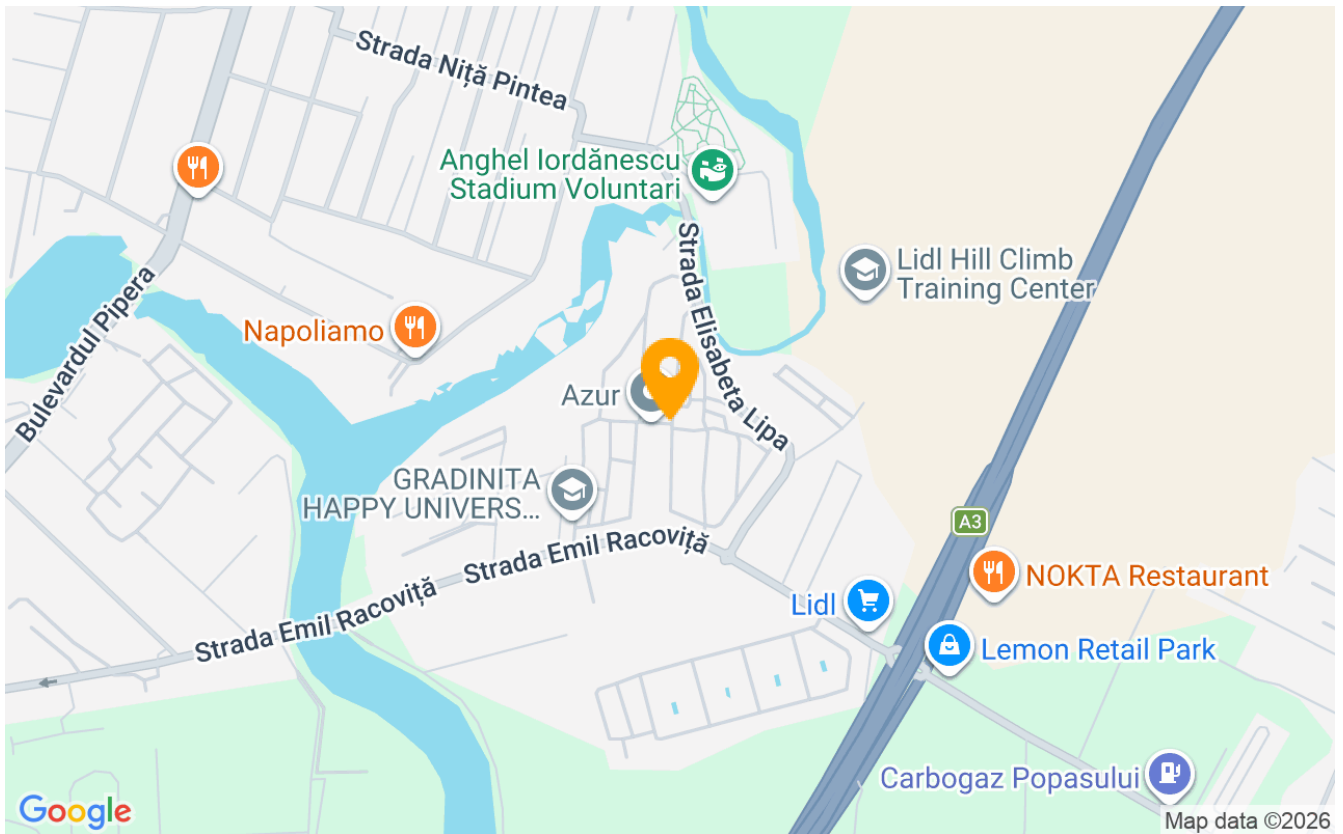 Strada Niță Pintea
Anghel Iordănescu
Stadium Voluntari
Strada Elisabeta Lipa
Lidl Hill Climb
Training Center
Bulevardul Pipera
Napoliamo
Azur
GRADINITA
HAPPY UNIVERS...
A3
Strada Emil Racoviță
NOKTA Restaurant
Lidl
Strada Emil Racoviță
Lemon Retail Park
Carbogaz Popasului
Google
Map data ©2026